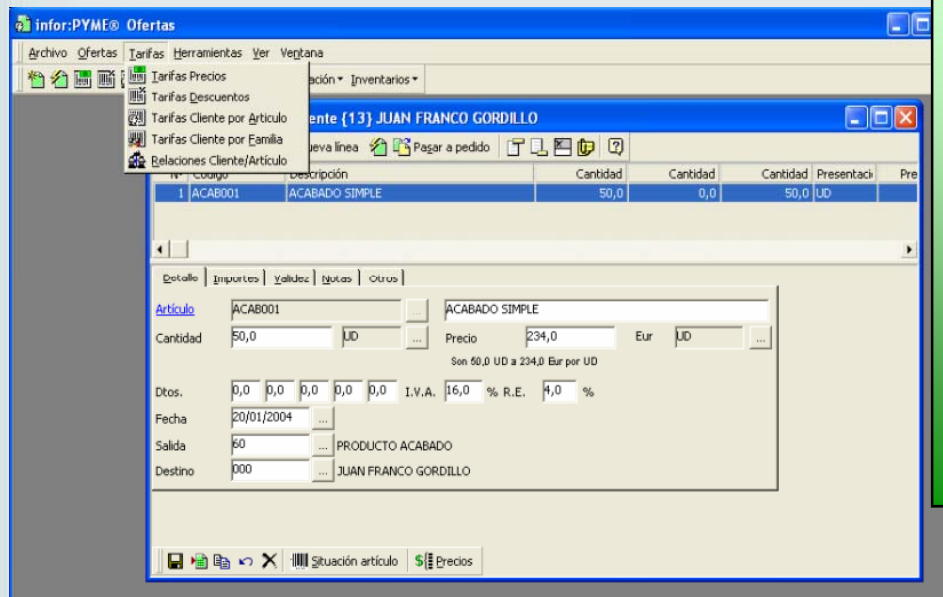 infor:PYME® Ofertas
Archivo Ofertas Tarifas Herramientas Ver Ventana
Tarifas Precios
Tarifas Descuentos
Tarifas Cliente por Artículo
Tarifas Cliente por Familia
Relaciones Cliente/Artículo
ación Inventarios
ente {13} JUAN FRANCO GORDILLO
ueva línea Pasar a pedido
Nº Código Descripción Cantidad Cantidad Cantidad Presentaci Pre
1 ACAB001 ACABADO SIMPLE 50,0 0,0 50,0 UD
Detalle Importes Validez Notas Otros
Artículo ACAB001 ... ACABADO SIMPLE
Cantidad 50,0 UD ... Precio 234,0 Eur UD ...
Son 50,0 UD a 234,0 Eur por UD
Dtos. 0,0 0,0 0,0 0,0 0,0 I.V.A. 16,0 % R.E. 4,0 %
Fecha 20/01/2004 ...
Salida 60 ... PRODUCTO ACABADO
Destino 000 ... JUAN FRANCO GORDILLO
Situación artículo Precios